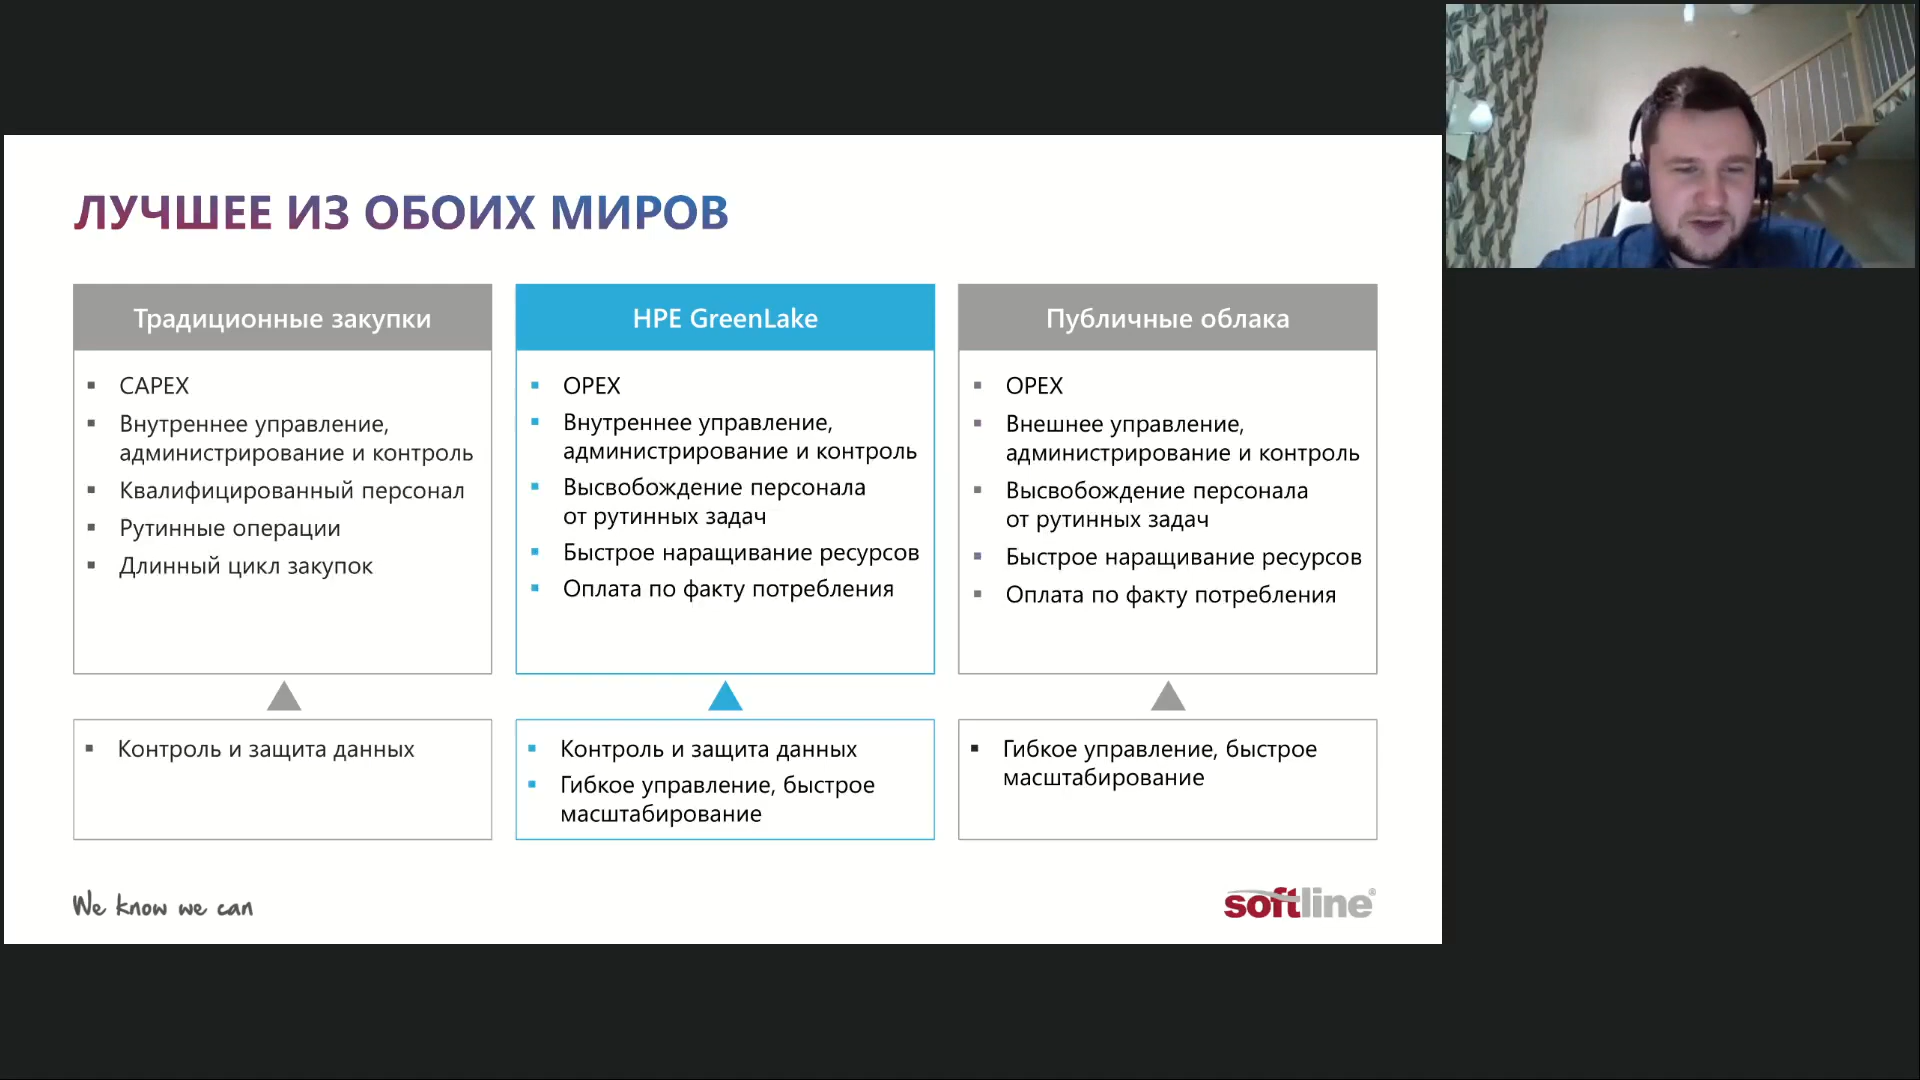 ЛУЧШЕЕ ИЗ ОБОИХ МИРОВ
Традиционные закупки
CAPEX
Внутреннее управление,
администрирование и контроль
Квалифицированный персонал
Рутинные операции
Длинный цикл закупок
Контроль и защита данных
HPE GreenLake
OPEX
Внутреннее управление,
администрирование и контроль
Высвобождение персонала
от рутинных задач
Быстрое наращивание ресурсов
Оплата по факту потребления
Контроль и защита данных
Гибкое управление, быстрое
масштабирование
Публичные облака
OPEX
Внешнее управление,
администрирование и контроль
Высвобождение персонала
от рутинных задач
Быстрое наращивание ресурсов
Оплата по факту потребления
Гибкое управление, быстрое
масштабирование
We know we can
softline®